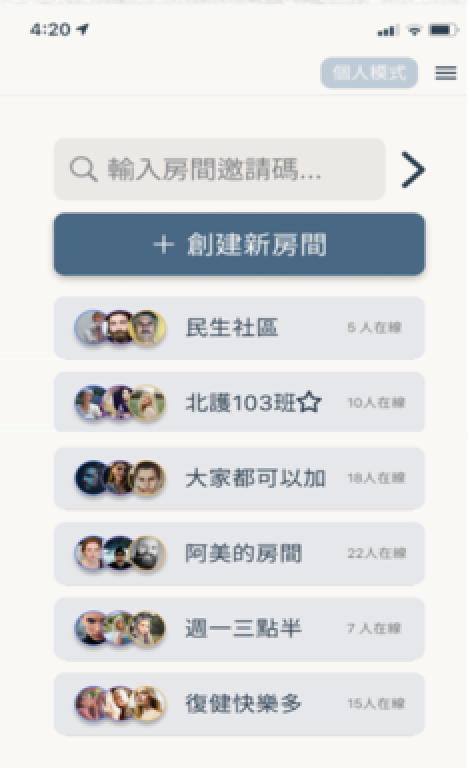 4:20
個人模式
輸入房間邀請碼...
+ 創建新房間
民生社區 5人在線
北護103班☆ 10人在線
大家都可以加 18人在線
阿美的房間 22人在線
週一三點半 7人在線
復健快樂多 15人在線